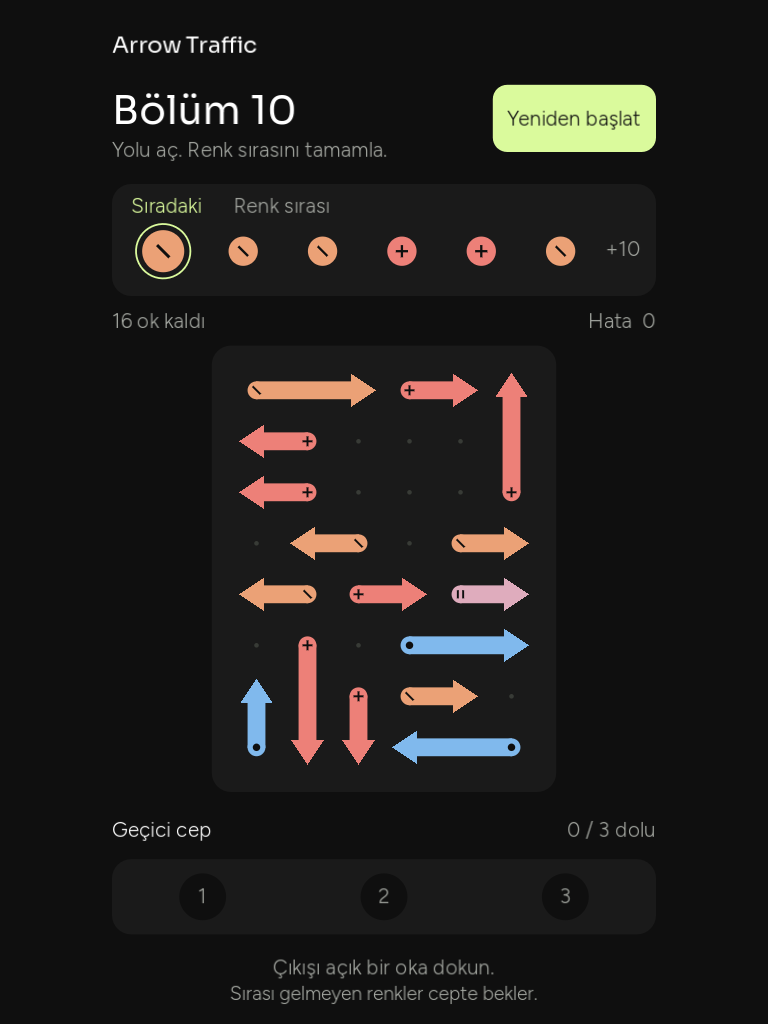 Arrow Traffic
Bölüm 10
Yeniden başlat
Yolu aç. Renk sırasını tamamla.
Sıradaki
Renk sırası
+10
16 ok kaldı
Hata 0
Geçici cep
0 / 3 dolu
1
2
3
Çıkışı açık bir oka dokun.
Sırası gelmeyen renkler cepte bekler.